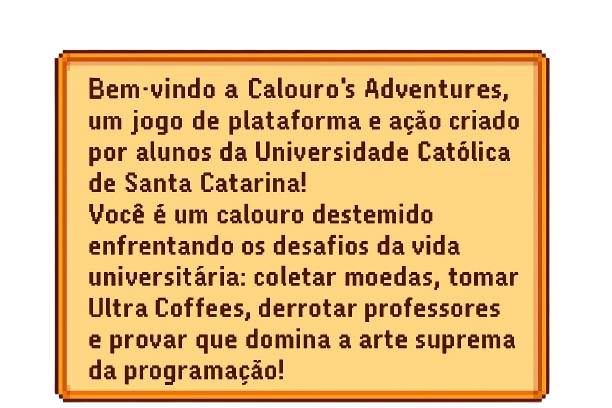 Bem-vindo a Calouro's Adventures,
um jogo de plataforma e ação criado
por alunos da Universidade Católica
de Santa Catarina!
Você é um calouro destemido
enfrentando os desafios da vida
universitária: coletar moedas, tomar
Ultra Coffees, derrotar professores
e provar que domina a arte suprema
da programação!